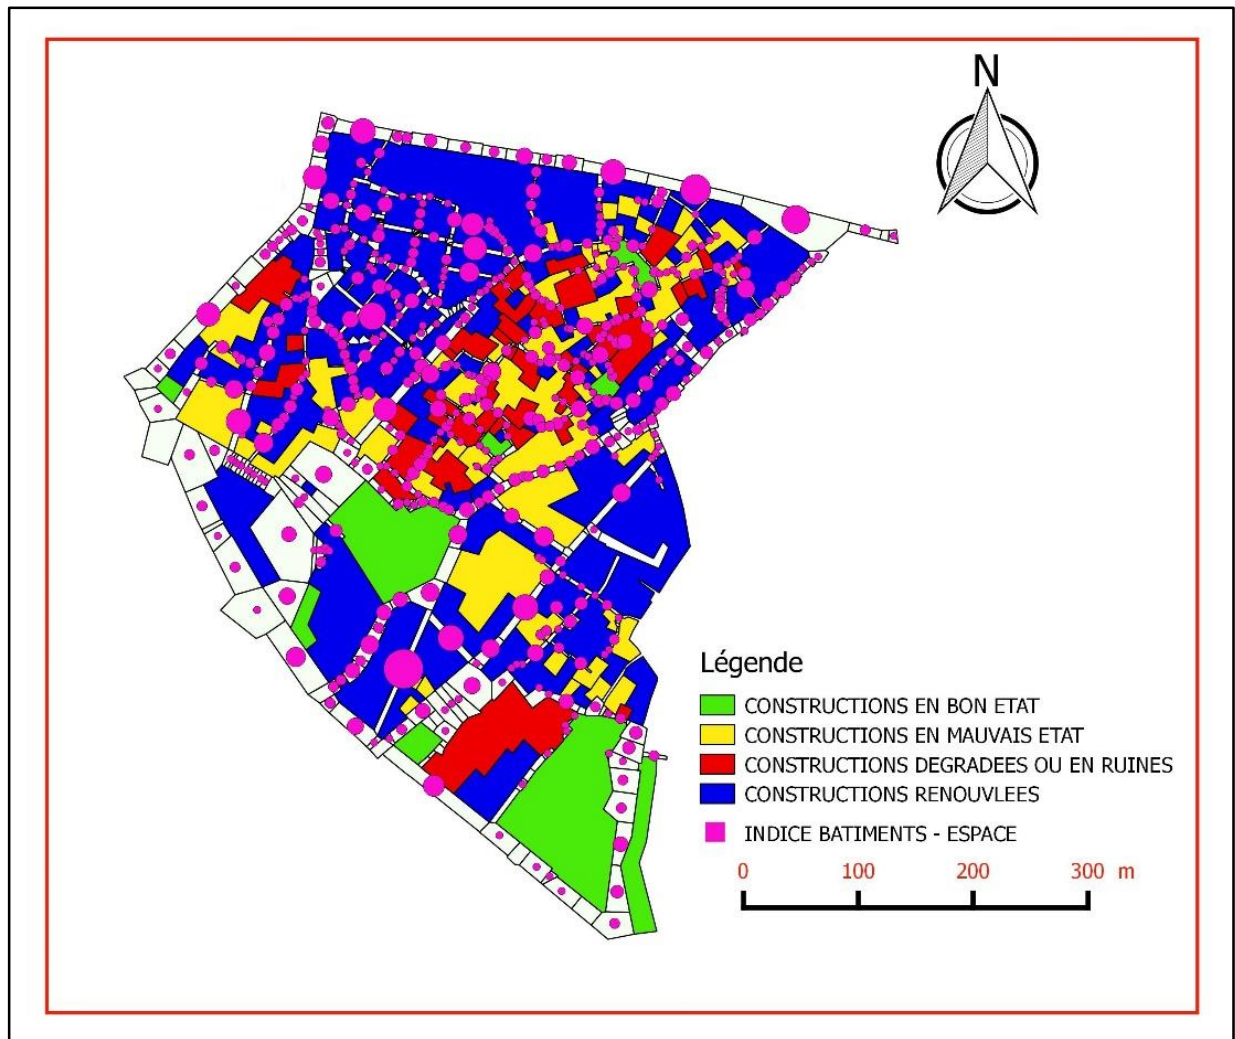 N
Légende
CONSTRUCTIONS EN BON ETAT
CONSTRUCTIONS EN MAUVAIS ETAT
CONSTRUCTIONS DEGRADEES OU EN RUINES
CONSTRUCTIONS RENOUVLEES
INDICE BATIMENTS - ESPACE
0 100 200 300 m